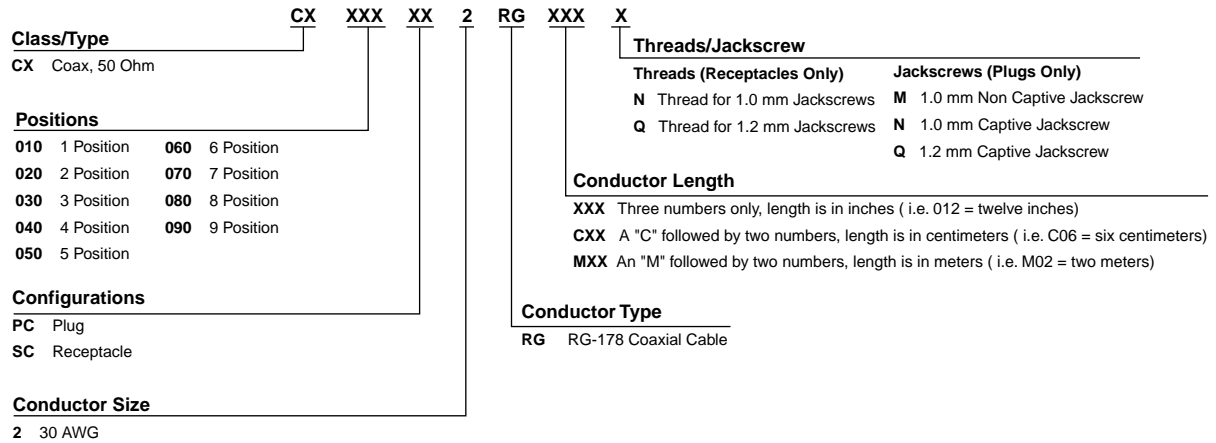 CX XXX XX 2 RG XXX X
Class/Type
CX Coax, 50 Ohm
Positions
010 1 Position 060 6 Position
020 2 Position 070 7 Position
030 3 Position 080 8 Position
040 4 Position 090 9 Position
050 5 Position
Configurations
PC Plug
SC Receptacle
Conductor Size
2 30 AWG
Threads/Jackscrew
Threads (Receptacles Only) Jackscrews (Plugs Only)
N Thread for 1.0 mm Jackscrews M 1.0 mm Non Captive Jackscrew
Q Thread for 1.2 mm Jackscrews N 1.0 mm Captive Jackscrew
Q 1.2 mm Captive Jackscrew
Conductor Length
XXX Three numbers only, length is in inches ( i.e. 012 = twelve inches)
CXX A "C" followed by two numbers, length is in centimeters ( i.e. C06 = six centimeters)
MXX An "M" followed by two numbers, length is in meters ( i.e. M02 = two meters)
Conductor Type
RG RG-178 Coaxial Cable